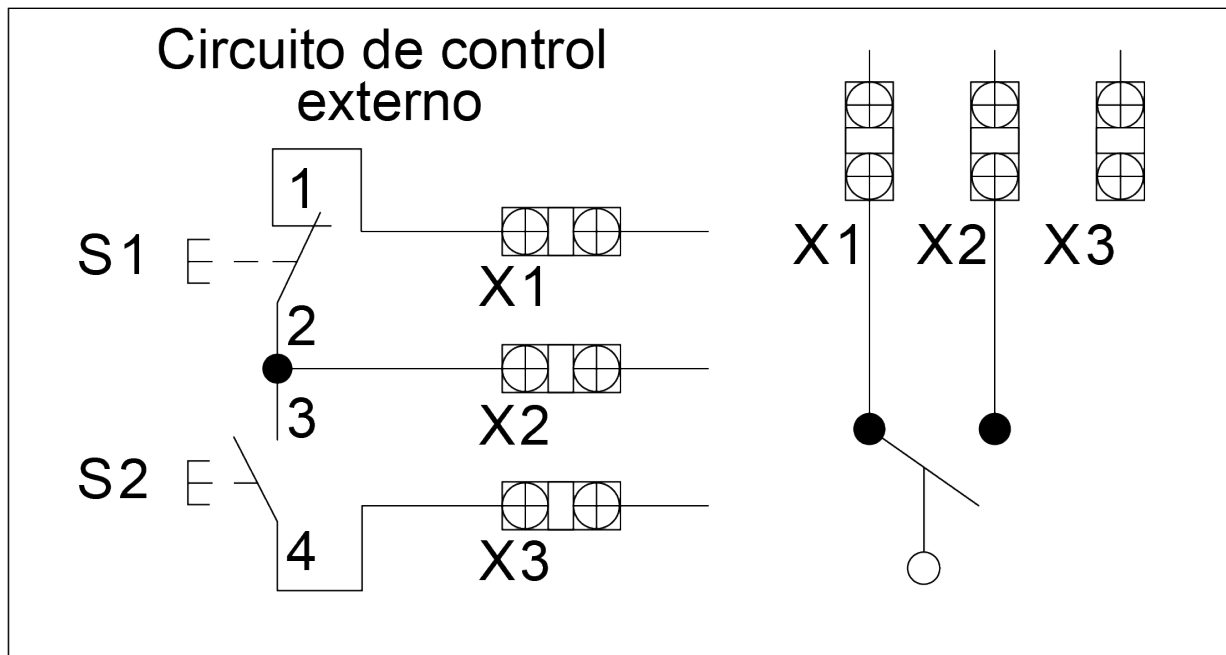 Circuito de control
externo
1
S1
X1
2
3
X2
S2
4
X3
X1 X2 X3